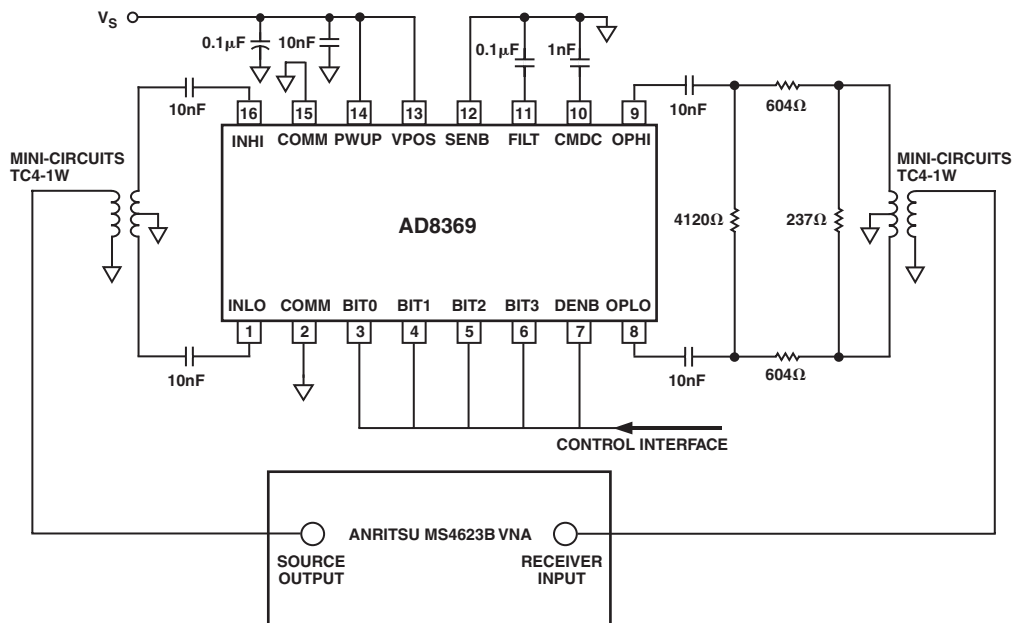 V_S
0.1µF
10nF
0.1µF
1nF
10nF
10nF
604Ω
16
15
14
13
12
11
10
9
INHI
COMM
PWUP
VPOS
SENB
FILT
CMDC
OPHI
MINI-CIRCUITS
TC4-1W
MINI-CIRCUITS
TC4-1W
AD8369
4120Ω
237Ω
INLO
COMM
BIT0
BIT1
BIT2
BIT3
DENB
OPLO
1
2
3
4
5
6
7
8
10nF
10nF
604Ω
CONTROL INTERFACE
ANRITSU MS4623B VNA
SOURCE
OUTPUT
RECEIVER
INPUT